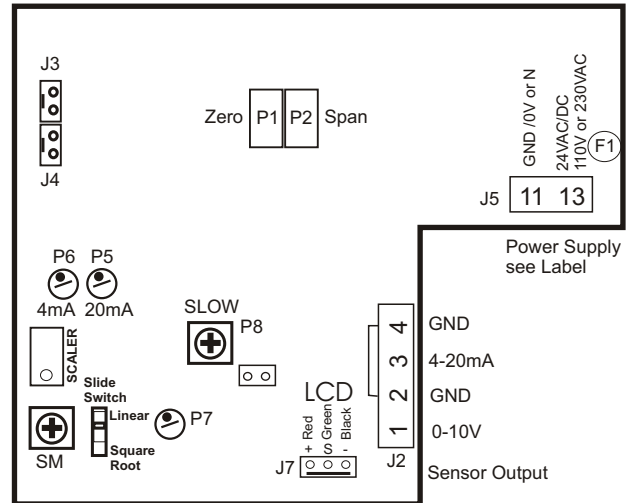 J3
J4
Zero P1 P2 Span
GND /0V or N
24VAC/DC
110V or 230VAC
F1
J5 11 13
Power Supply
see Label
P6 P5
4mA 20mA
SCALER
SLOW
P8
Slide
Switch
Linear
Square
Root
SM
P7
LCD
+ Red
S Green
- Black
J7
4 GND
3 4-20mA
2 GND
1 0-10V
J2
Sensor Output